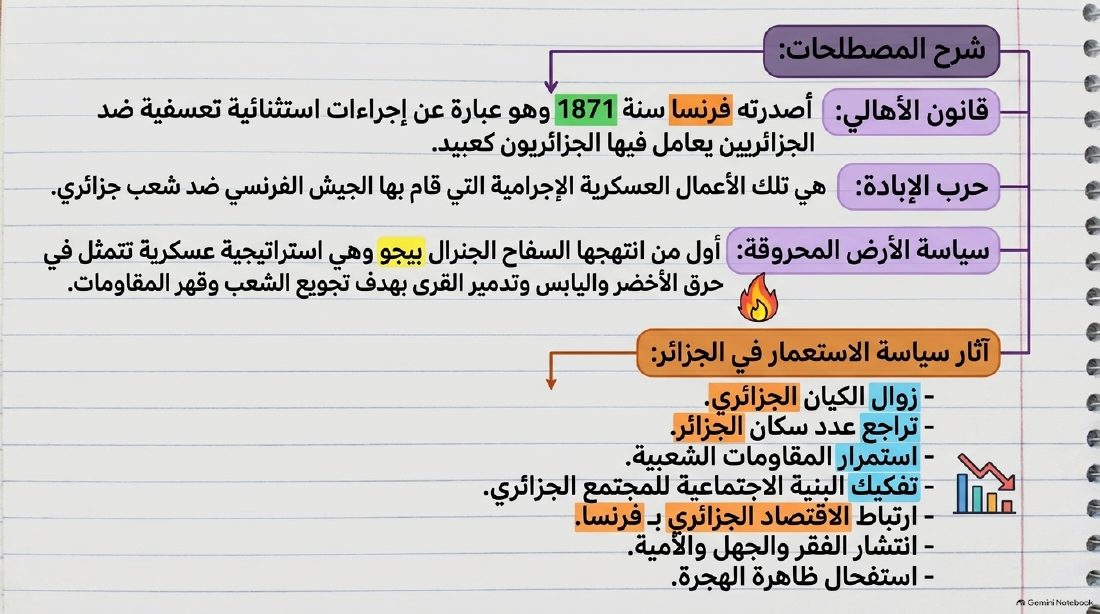 شرح المصطلحات:
قانون الأهالي: أصدرته فرنسا سنة 1871 وهو عبارة عن إجراءات استثنائية تعسفية ضد
الجزائريين يعامل فيها الجزائريون كعبيد.
حرب الإبادة: هي تلك الأعمال العسكرية الإجرامية التي قام بها الجيش الفرنسي ضد شعب جزائري.
سياسة الأرض المحروقة: أول من انتهجها السفاح الجنرال بيجو وهي استراتيجية عسكرية تتمثل في
حرق الأخضر واليابس وتدمير القرى بهدف تجويع الشعب وقهر المقاومات.
آثار سياسة الاستعمار في الجزائر:
- زوال الكيان الجزائري.
- تراجع عدد سكان الجزائر.
- استمرار المقاومات الشعبية.
- تفكيك البنية الاجتماعية للمجتمع الجزائري.
- ارتباط الاقتصاد الجزائري بـ فرنسا.
- انتشار الفقر والجهل والأمية.
- استفحال ظاهرة الهجرة.
Gemini Notebook